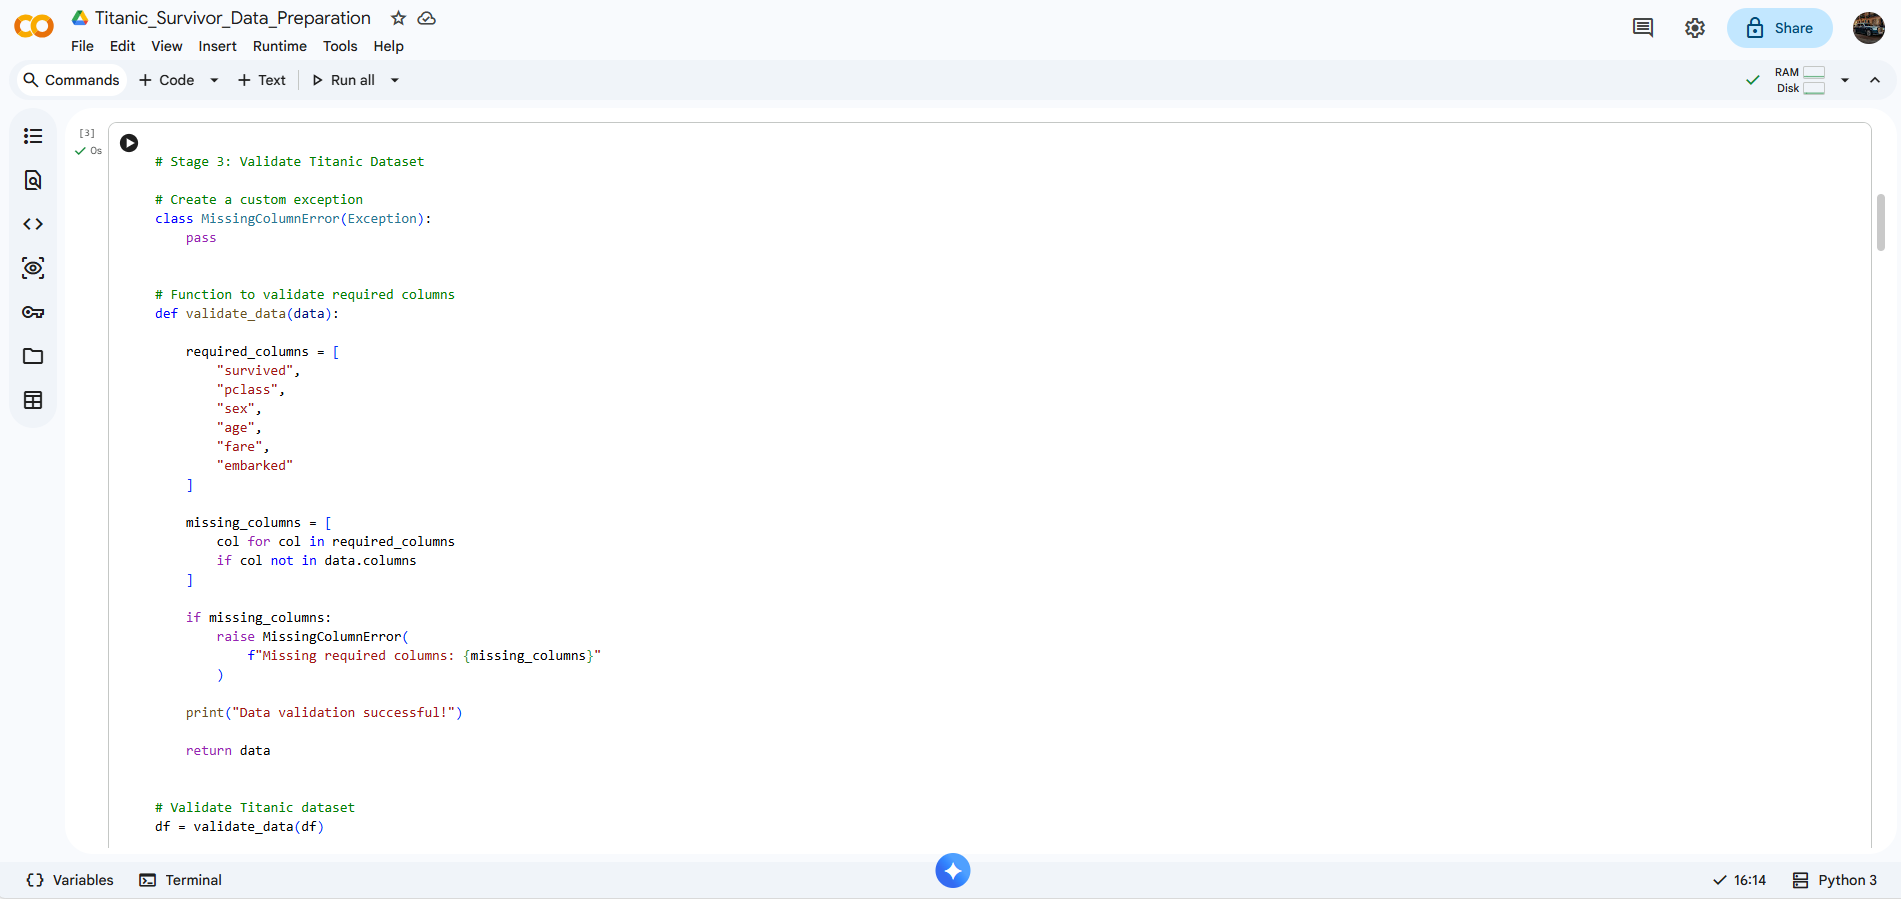 Titanic_Survivor_Data_Preparation
File Edit View Insert Runtime Tools Help
Share
Commands + Code + Text Run all
RAM
Disk
[3]
0s
# Stage 3: Validate Titanic Dataset
# Create a custom exception
class MissingColumnError(Exception):
    pass
# Function to validate required columns
def validate_data(data):
    required_columns = [
        "survived",
        "pclass",
        "sex",
        "age",
        "fare",
        "embarked"
    ]
    missing_columns = [
        col for col in required_columns
        if col not in data.columns
    ]
    if missing_columns:
        raise MissingColumnError(
            f"Missing required columns: {missing_columns}"
        )
    print("Data validation successful!")
    return data
# Validate Titanic dataset
df = validate_data(df)
Variables Terminal
16:14 Python 3